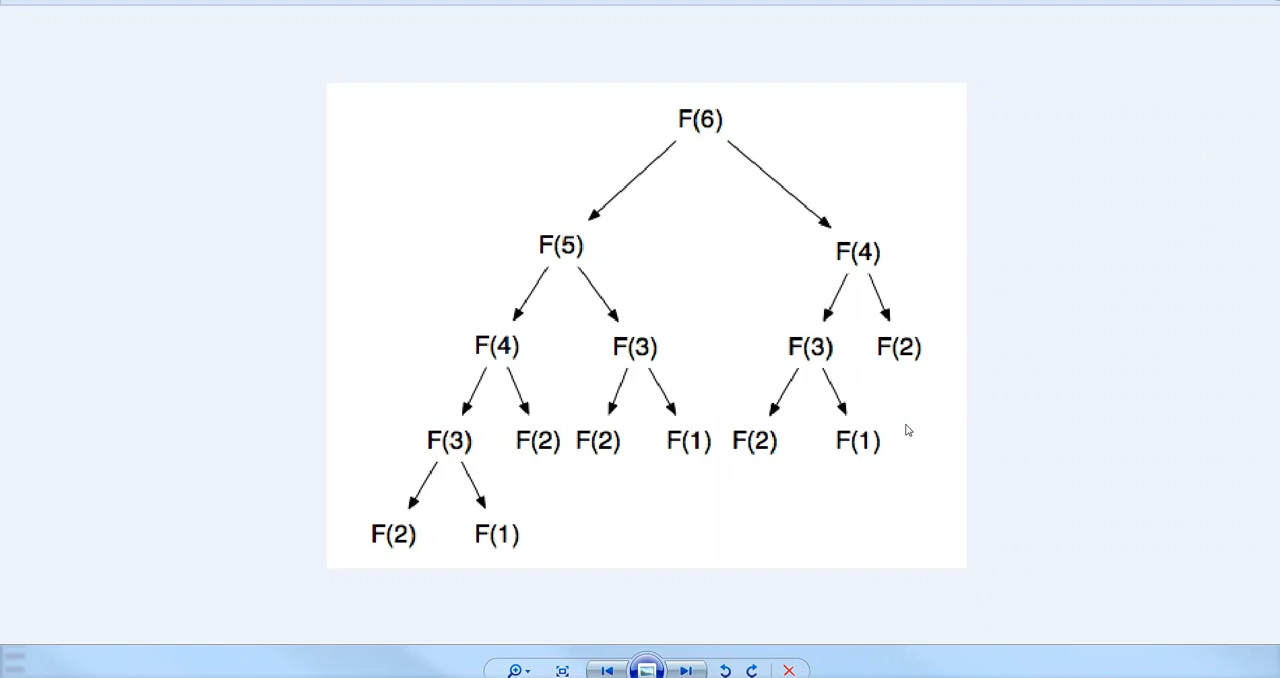 F(6)
F(5) F(4)
F(4) F(3) F(3) F(2)
F(3) F(2) F(2) F(1) F(2) F(1)
F(2) F(1)